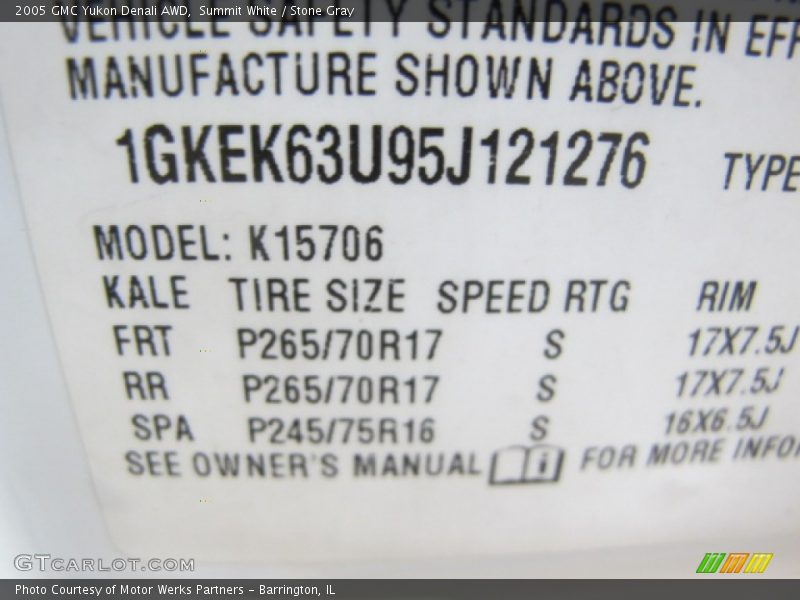 2005 GMC Yukon Denali AWD, Summit White / Stone Gray
VEHICLE SAFETY STANDARDS IN EFF
MANUFACTURE SHOWN ABOVE.
1GKEK63U95J121276 TYPE
MODEL: K15706
KALE TIRE SIZE SPEED RTG RIM
FRT P265/70R17 S 17X7.5J
RR P265/70R17 S 17X7.5J
SPA P245/75R16 S 16X6.5J
SEE OWNER'S MANUAL i FOR MORE INFOR
GTCARLOT.COM
Photo Courtesy of Motor Werks Partners - Barrington, IL